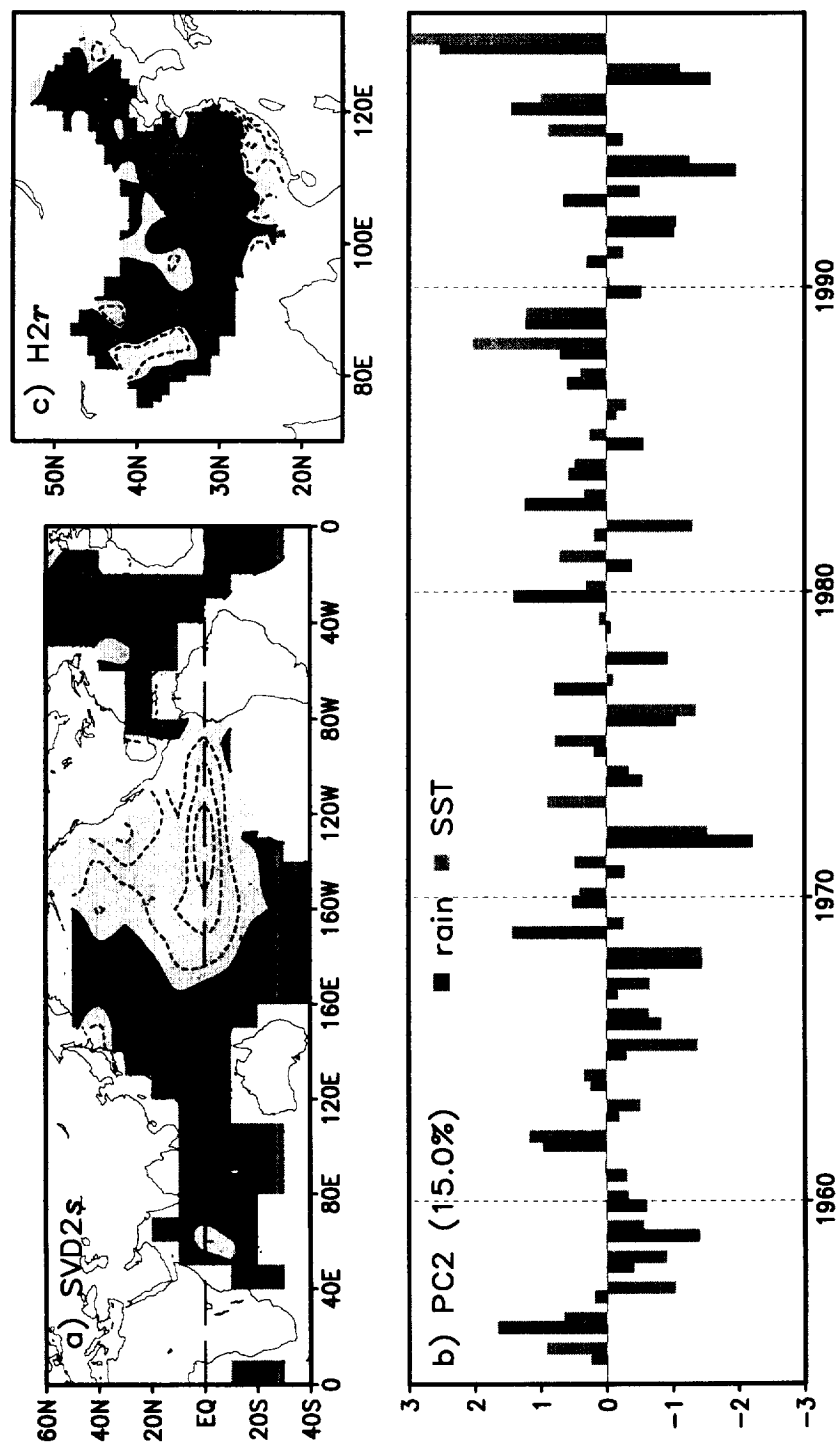 a) SVD2s
60N
40N
20N
EQ
20S
40S
0
40E
80E
120E
160E
160W
120W
80W
40W
0
c) H2r
50N
40N
30N
20N
80E
100E
120E
b) PC2 (15.0%)
rain SST
3
2
1
0
-1
-2
-3
1960
1970
1980
1990